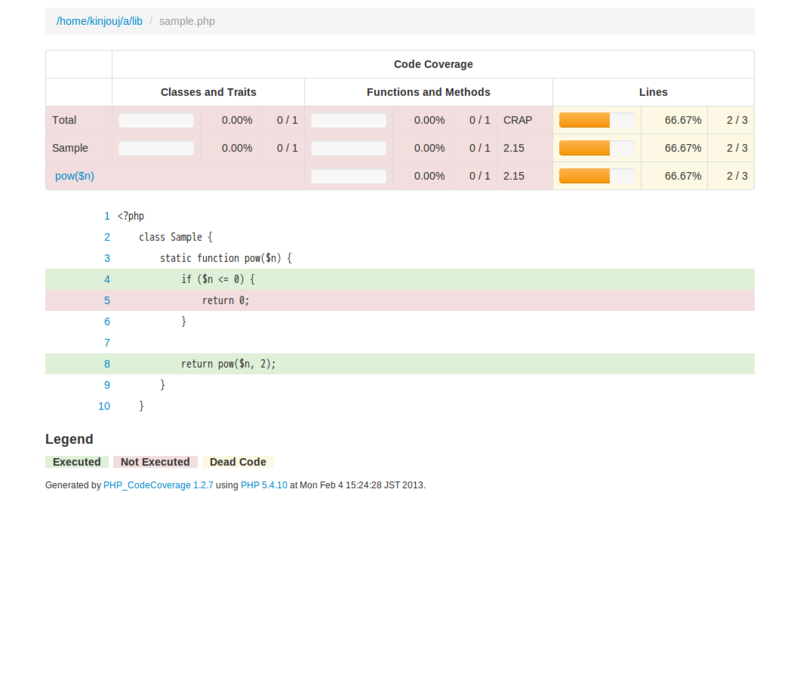 /home/kinjouj/a/lib / sample.php
Code Coverage
Classes and Traits Functions and Methods Lines
Total 0.00% 0 / 1 0.00% 0 / 1 CRAP 66.67% 2 / 3
Sample 0.00% 0 / 1 0.00% 0 / 1 2.15 66.67% 2 / 3
pow($n) 0.00% 0 / 1 2.15 66.67% 2 / 3
1 <?php
2 class Sample {
3 static function pow($n) {
4 if ($n <= 0) {
5 return 0;
6 }
7
8 return pow($n, 2);
9 }
10 }
Legend
Executed Not Executed Dead Code
Generated by PHP_CodeCoverage 1.2.7 using PHP 5.4.10 at Mon Feb 4 15:24:28 JST 2013.